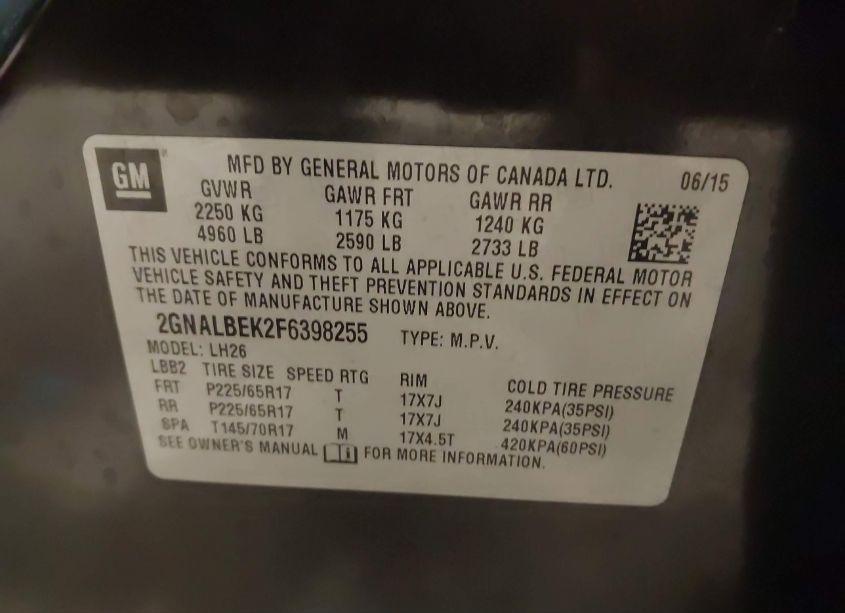 GM
MFD BY GENERAL MOTORS OF CANADA LTD. 06/15
GVWR GAWR FRT GAWR RR
2250 KG 1175 KG 1240 KG
4960 LB 2590 LB 2733 LB
THIS VEHICLE CONFORMS TO ALL APPLICABLE U.S. FEDERAL MOTOR
VEHICLE SAFETY AND THEFT PREVENTION STANDARDS IN EFFECT ON
THE DATE OF MANUFACTURE SHOWN ABOVE.
2GNALBEK2F6398255 TYPE: M.P.V.
MODEL: LH26
LBB2 TIRE SIZE SPEED RTG RIM COLD TIRE PRESSURE
FRT P225/65R17 T 17X7J 240KPA(35PSI)
RR P225/65R17 T 17X7J 240KPA(35PSI)
SPA T145/70R17 M 17X4.5T 420KPA(60PSI)
SEE OWNER'S MANUAL FOR MORE INFORMATION.